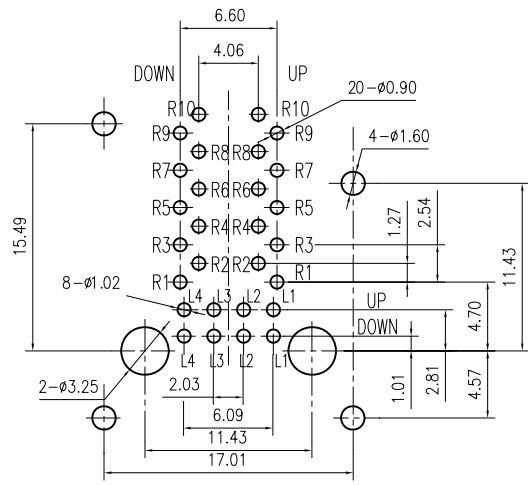 6.60
4.06
DOWN UP
20-ø0.90
R10 R10
R9 R9
4-ø1.60
R8 R8
R7 R7
R6 R6
R5 R5
15.49
1.27
2.54
R2 R4
R3 R3
11.43
R2 R2
R1 R1
8-ø1.02
L4 L3 L2 L1
UP
4.70
DOWN
L4 L3 L2 L1
2-ø3.25
2.03
1.01
2.81
4.57
6.09
11.43
17.01